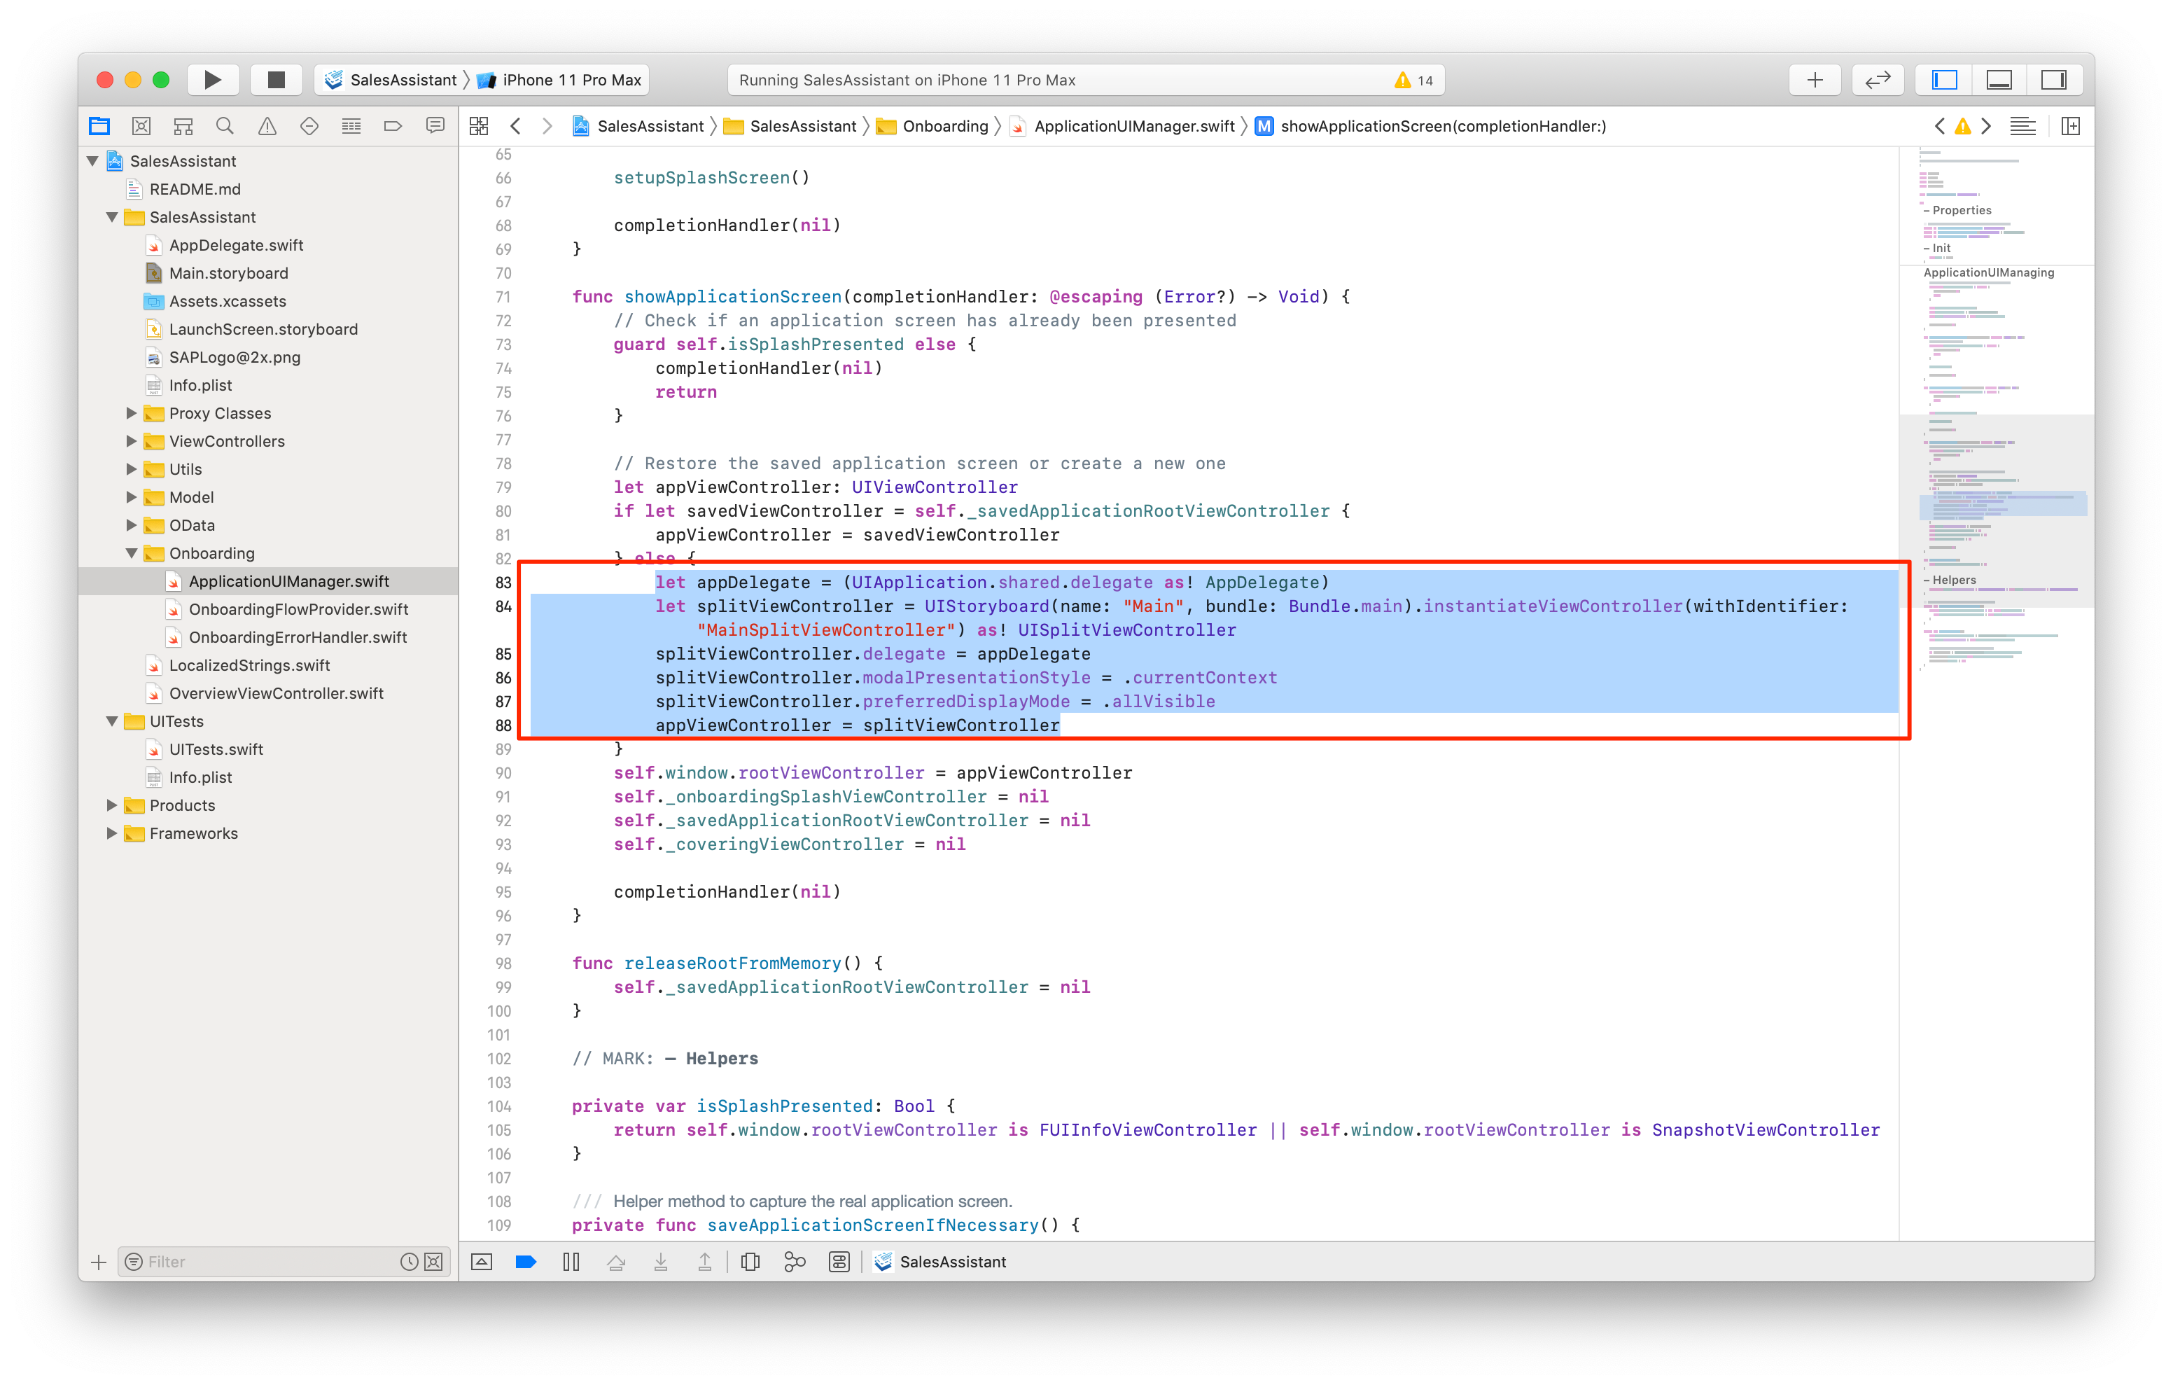 SalesAssistant
iPhone 11 Pro Max
Running SalesAssistant on iPhone 11 Pro Max
14
SalesAssistant
SalesAssistant
Onboarding
ApplicationUIManager.swift
M
showApplicationScreen(completionHandler:)
SalesAssistant
README.md
SalesAssistant
AppDelegate.swift
Main.storyboard
Assets.xcassets
LaunchScreen.storyboard
SAPLogo@2x.png
Info.plist
Proxy Classes
ViewControllers
Utils
Model
OData
Onboarding
ApplicationUIManager.swift
OnboardingFlowProvider.swift
OnboardingErrorHandler.swift
LocalizedStrings.swift
OverviewViewController.swift
UITests
UITests.swift
Info.plist
Products
Frameworks
Filter
65
66 setupSplashScreen()
67
68 completionHandler(nil)
69 }
70
71 func showApplicationScreen(completionHandler: @escaping (Error?) -> Void) {
72 // Check if an application screen has already been presented
73 guard self.isSplashPresented else {
74 completionHandler(nil)
75 return
76 }
77
78 // Restore the saved application screen or create a new one
79 let appViewController: UIViewController
80 if let savedViewController = self._savedApplicationRootViewController {
81 appViewController = savedViewController
82 } else {
83 let appDelegate = (UIApplication.shared.delegate as! AppDelegate)
84 let splitViewController = UIStoryboard(name: "Main", bundle: Bundle.main).instantiateViewController(withIdentifier:
"MainSplitViewController") as! UISplitViewController
85 splitViewController.delegate = appDelegate
86 splitViewController.modalPresentationStyle = .currentContext
87 splitViewController.preferredDisplayMode = .allVisible
88 appViewController = splitViewController
89 }
90 self.window.rootViewController = appViewController
91 self._onboardingSplashViewController = nil
92 self._savedApplicationRootViewController = nil
93 self._coveringViewController = nil
94
95 completionHandler(nil)
96 }
97
98 func releaseRootFromMemory() {
99 self._savedApplicationRootViewController = nil
100 }
101
102 // MARK: – Helpers
103
104 private var isSplashPresented: Bool {
105 return self.window.rootViewController is FUIInfoViewController || self.window.rootViewController is SnapshotViewController
106 }
107
108 /// Helper method to capture the real application screen.
109 private func saveApplicationScreenIfNecessary() {
– Properties
– Init
ApplicationUIManaging
– Helpers
SalesAssistant